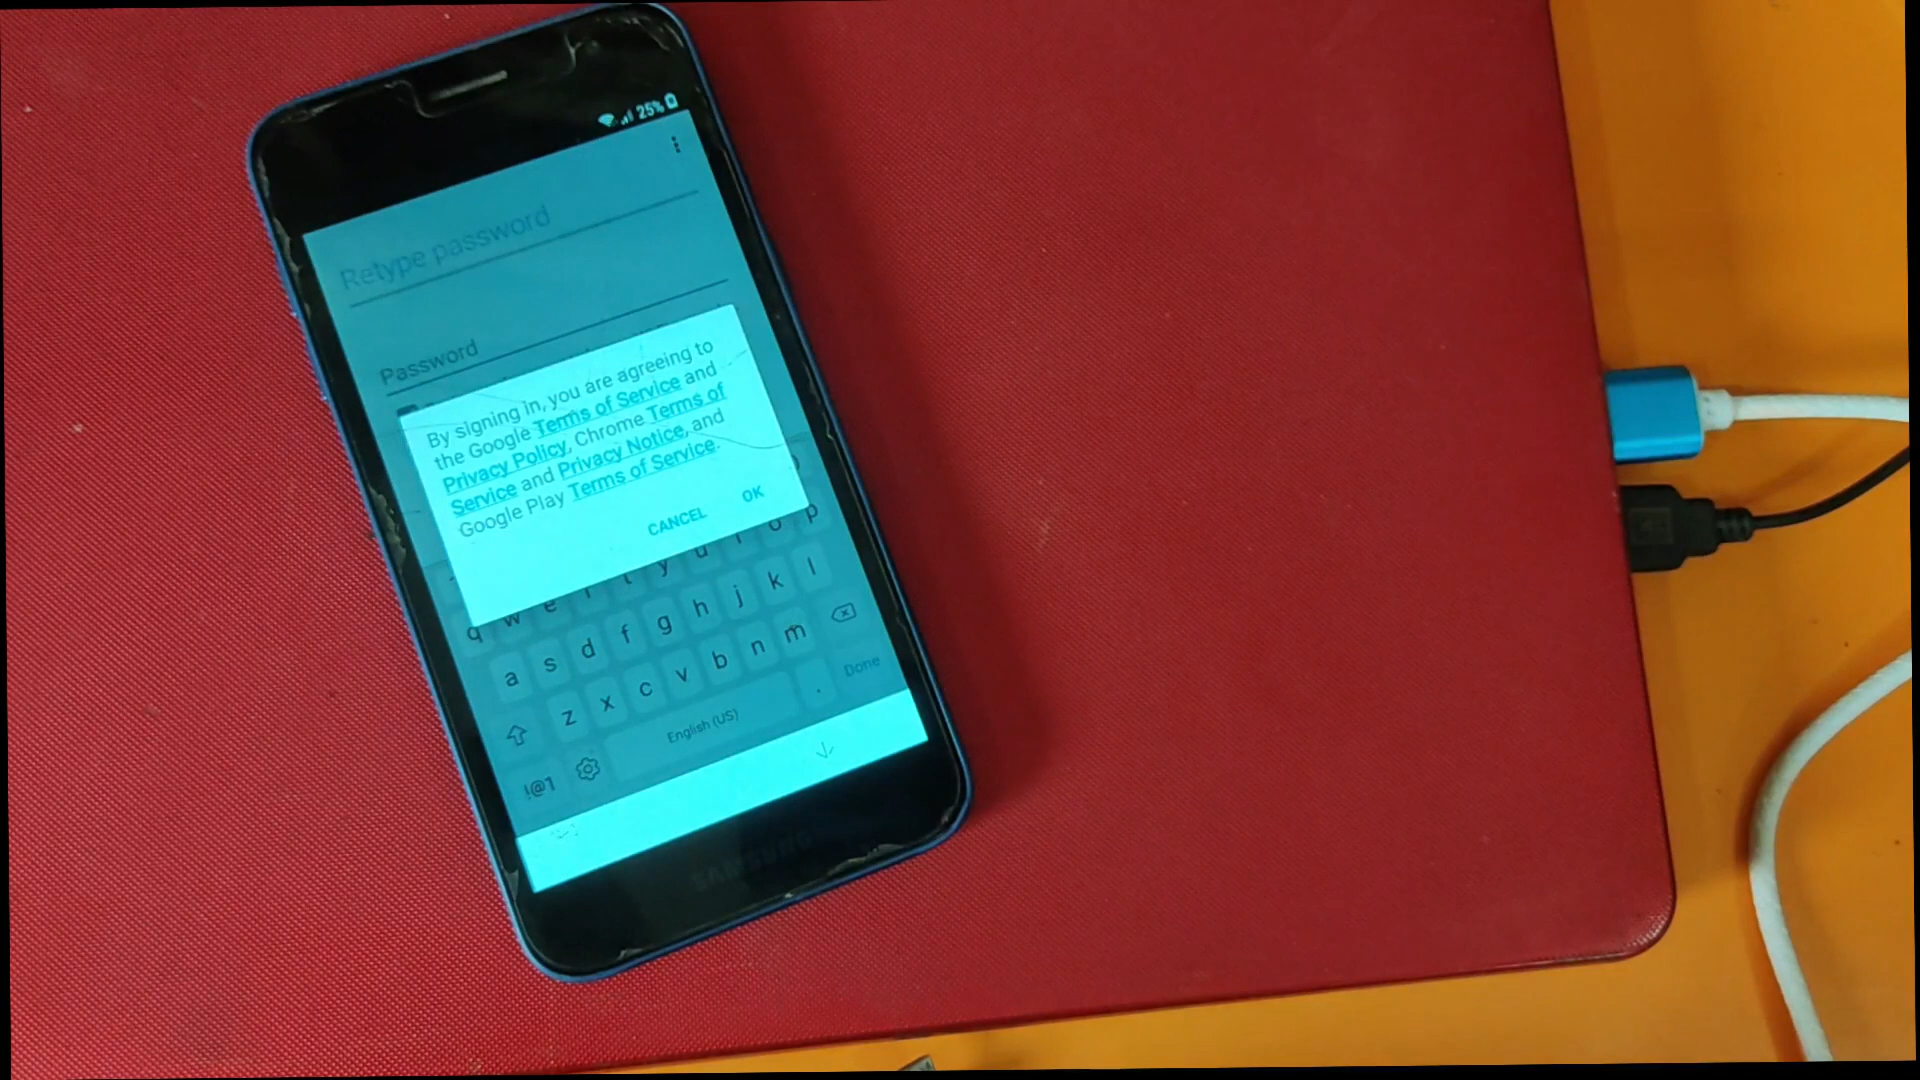 25%
Retype password
Password
By signing in, you are agreeing to
the Google Terms of Service and
Privacy Policy, Chrome Terms of
Service and Privacy Notice, and
Google Play Terms of Service.
CANCEL OK
q w e r t y u i o p
a s d f g h j k l
z x c v b n m
!@1 English (US) . Done
SAMSUNG